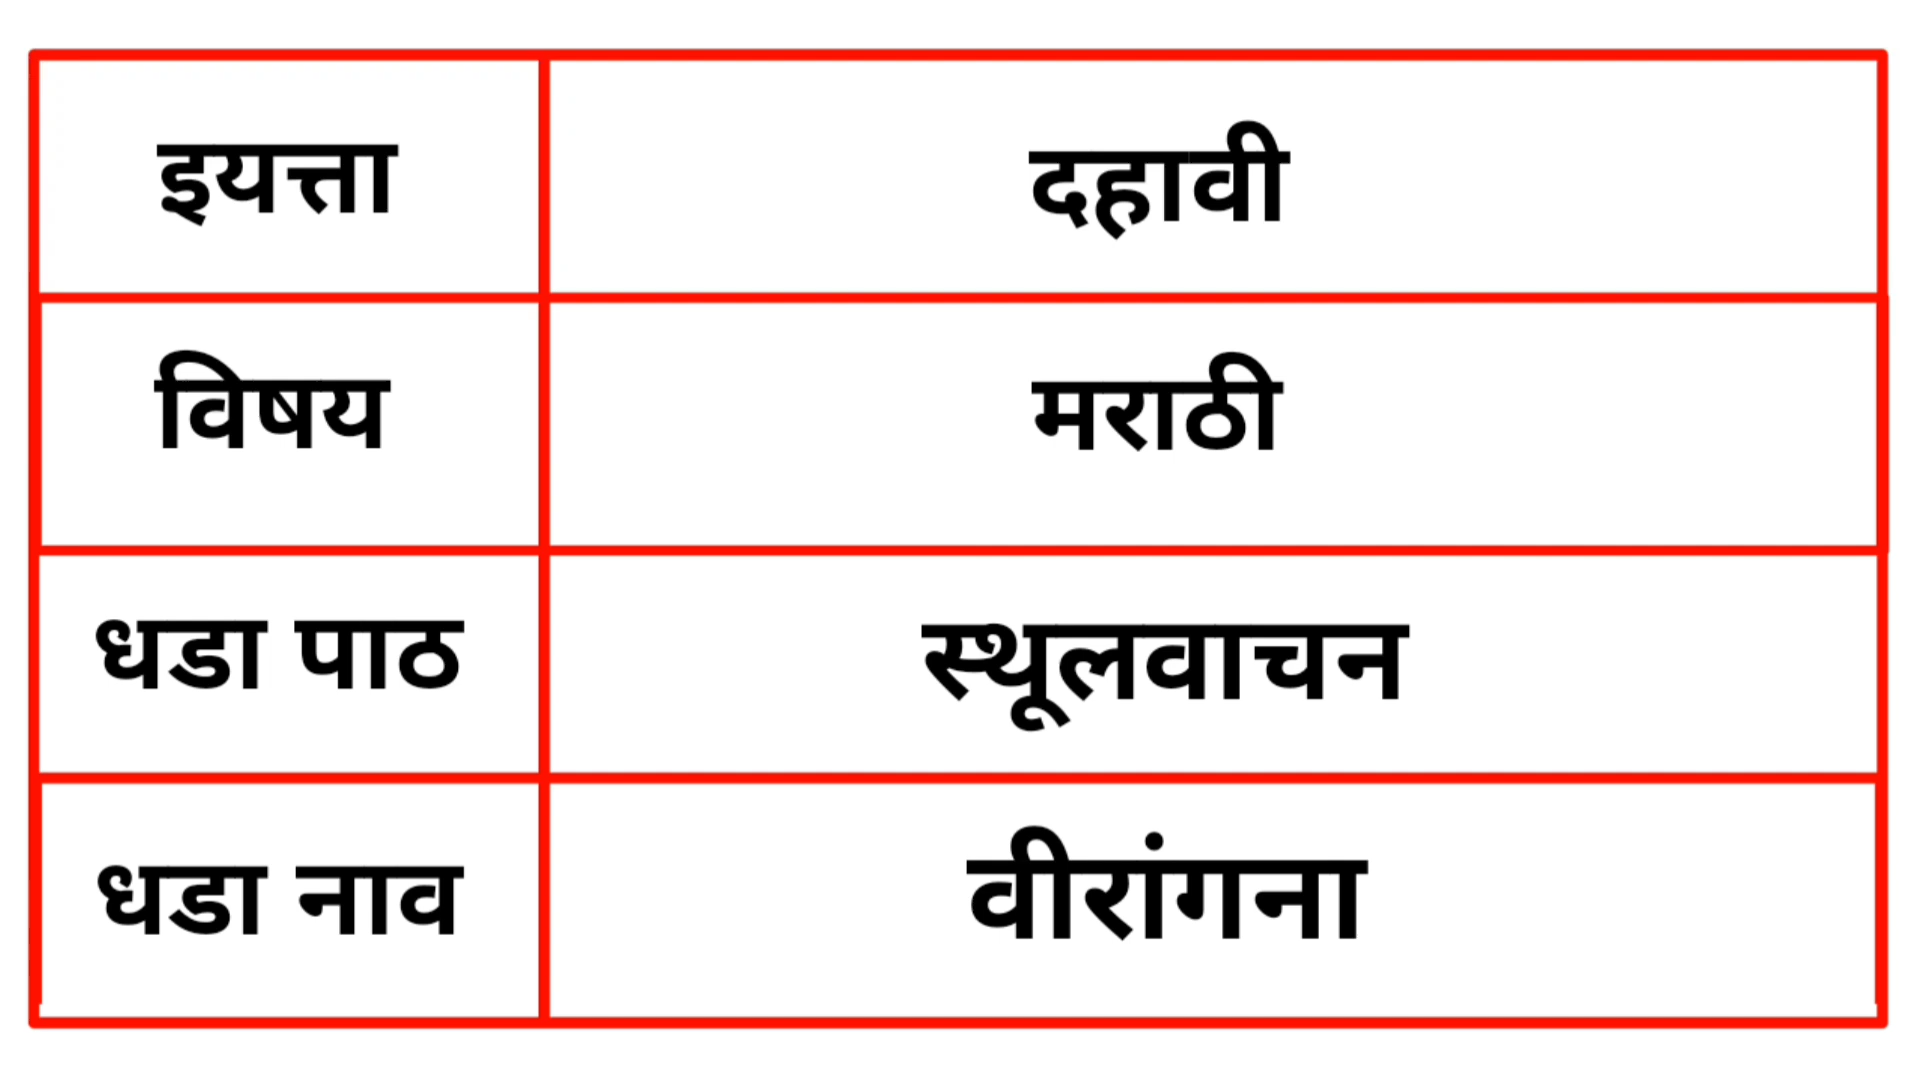 इयत्ता दहावी
विषय मराठी
धडा पाठ स्थूलवाचन
धडा नाव वीरांगना